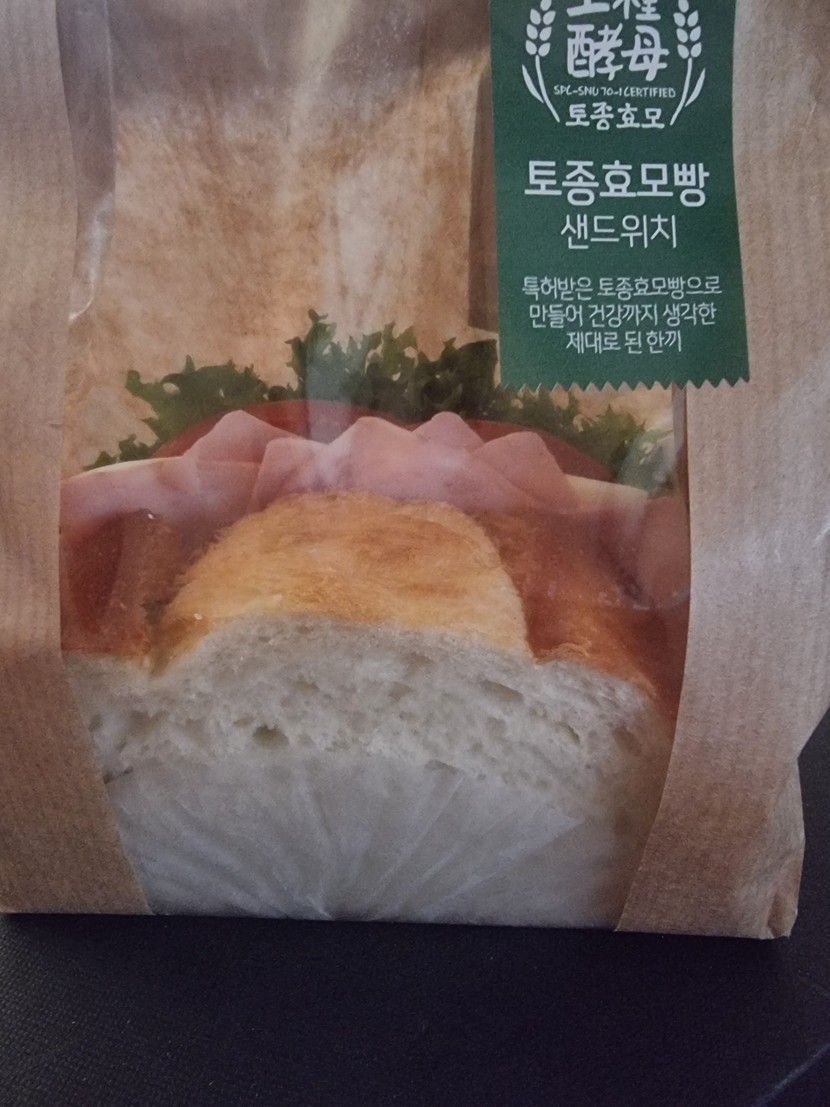 酵母
SPC-SNU 70-1 CERTIFIED
토종효모
토종효모빵
샌드위치
특허받은 토종효모빵으로
만들어 건강까지 생각한
제대로 된 한끼